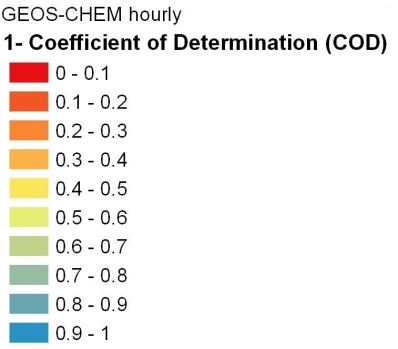 GEOS-CHEM hourly
1- Coefficient of Determination (COD)
0 - 0.1
0.1 - 0.2
0.2 - 0.3
0.3 - 0.4
0.4 - 0.5
0.5 - 0.6
0.6 - 0.7
0.7 - 0.8
0.8 - 0.9
0.9 - 1